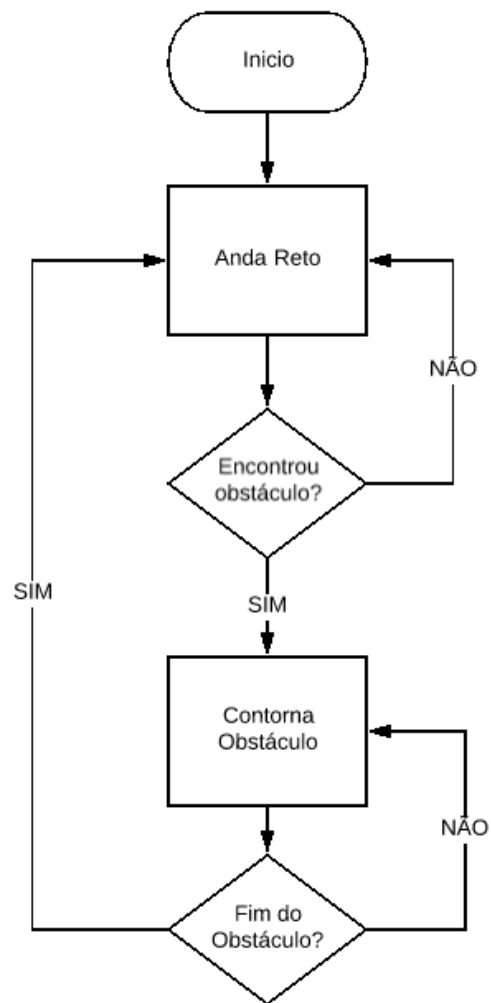 Inicio
Anda Reto
NÃO
Encontrou
obstáculo?
SIM
SIM
Contorna
Obstáculo
NÃO
Fim do
Obstáculo?